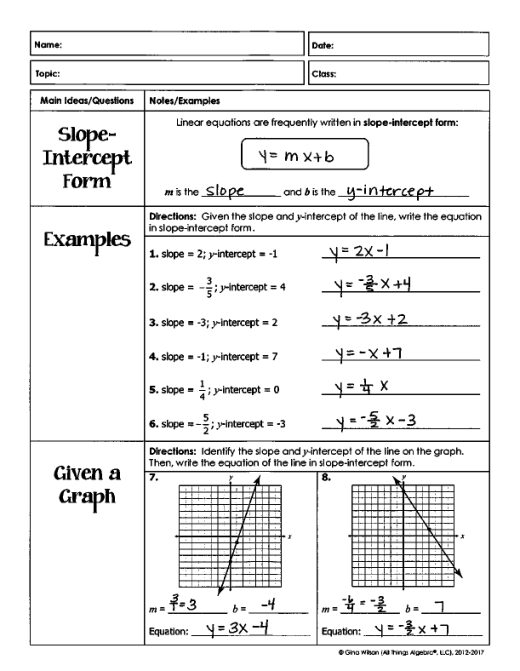 Name:
Date:
Topic:
Class:
Main Ideas/Questions
Notes/Examples
Slope-
Intercept
Form
Linear equations are frequently written in slope-intercept form:
y = mx+b
m is the slope and b is the y-intercept
Examples
Directions: Given the slope and y-intercept of the line, write the equation
in slope-intercept form.
1. slope = 2; y-intercept = -1 y = 2x-1
2. slope = -3/5; y-intercept = 4 y = -3/5 x+4
3. slope = -3; y-intercept = 2 y = -3x+2
4. slope = -1; y-intercept = 7 y = -x+7
5. slope = 1/4; y-intercept = 0 y = 1/4 x
6. slope = -5/2; y-intercept = -3 y = -5/2 x-3
Given a
Graph
Directions: Identify the slope and y-intercept of the line on the graph.
Then, write the equation of the line in slope-intercept form.
7.
y
x
m = 3/1=3 b = -4
Equation: y=3x-4
8.
y
x
m = -6/4 = -3/2 b = 7
Equation: y = -3/2 x+7
© Gina Wilson (All Things Algebra®, LLC), 2012-2017